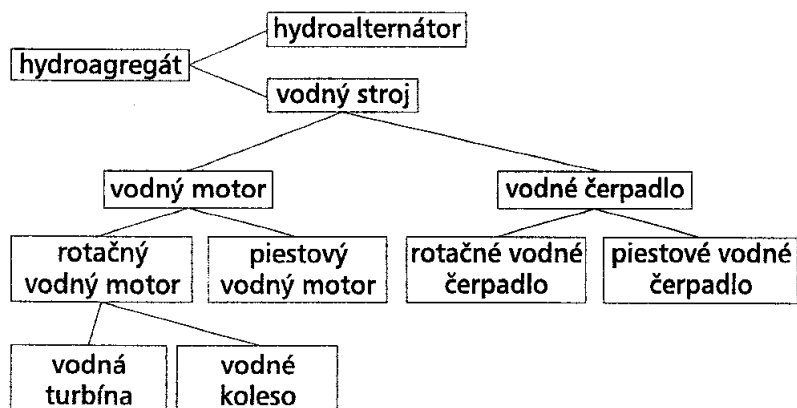 hydroalternátor
hydroagregát
vodný stroj
vodný motor
vodné čerpadlo
rotačný
vodný motor
piestový
vodný motor
rotačné vodné
čerpadlo
piestové vodné
čerpadlo
vodná
turbína
vodné
koleso